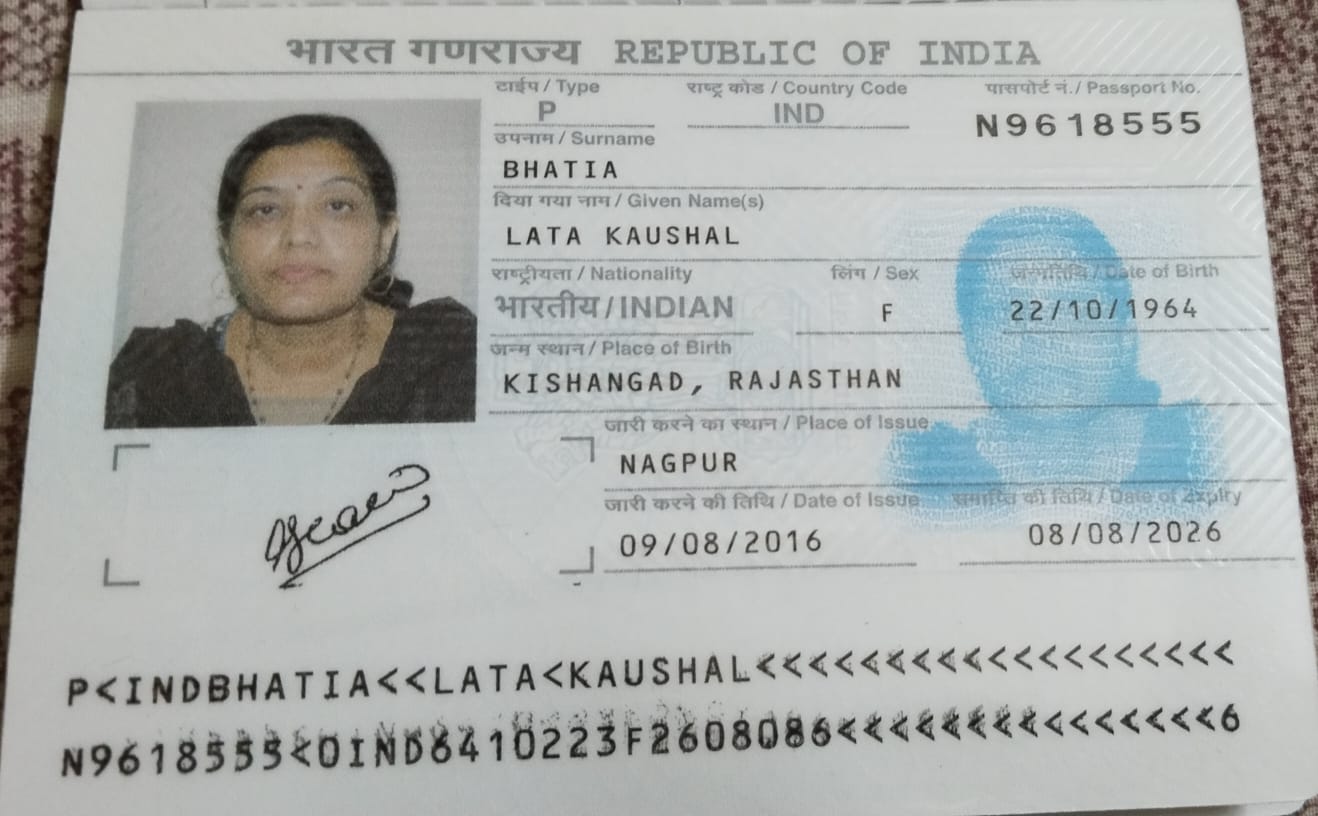 भारत गणराज्य REPUBLIC OF INDIA
टाईप / Type राष्ट्र कोड / Country Code पासपोर्ट नं./ Passport No.
P IND N9618555
उपनाम / Surname
BHATIA
दिया गया नाम / Given Name(s)
LATA KAUSHAL
राष्ट्रीयता / Nationality लिंग / Sex जन्मतिथि / Date of Birth
भारतीय/INDIAN F 22/10/1964
जन्म स्थान / Place of Birth
KISHANGAD, RAJASTHAN
जारी करने का स्थान / Place of Issue
NAGPUR
जारी करने की तिथि / Date of Issue समाप्ति की तिथि / Date of Expiry
09/08/2016 08/08/2026
P<INDBHATIA<<LATA<KAUSHAL<<<<<<<<<<<<<<<<<<<
N9618555<0IND6410223F2608086<<<<<<<<<<<<<<<6